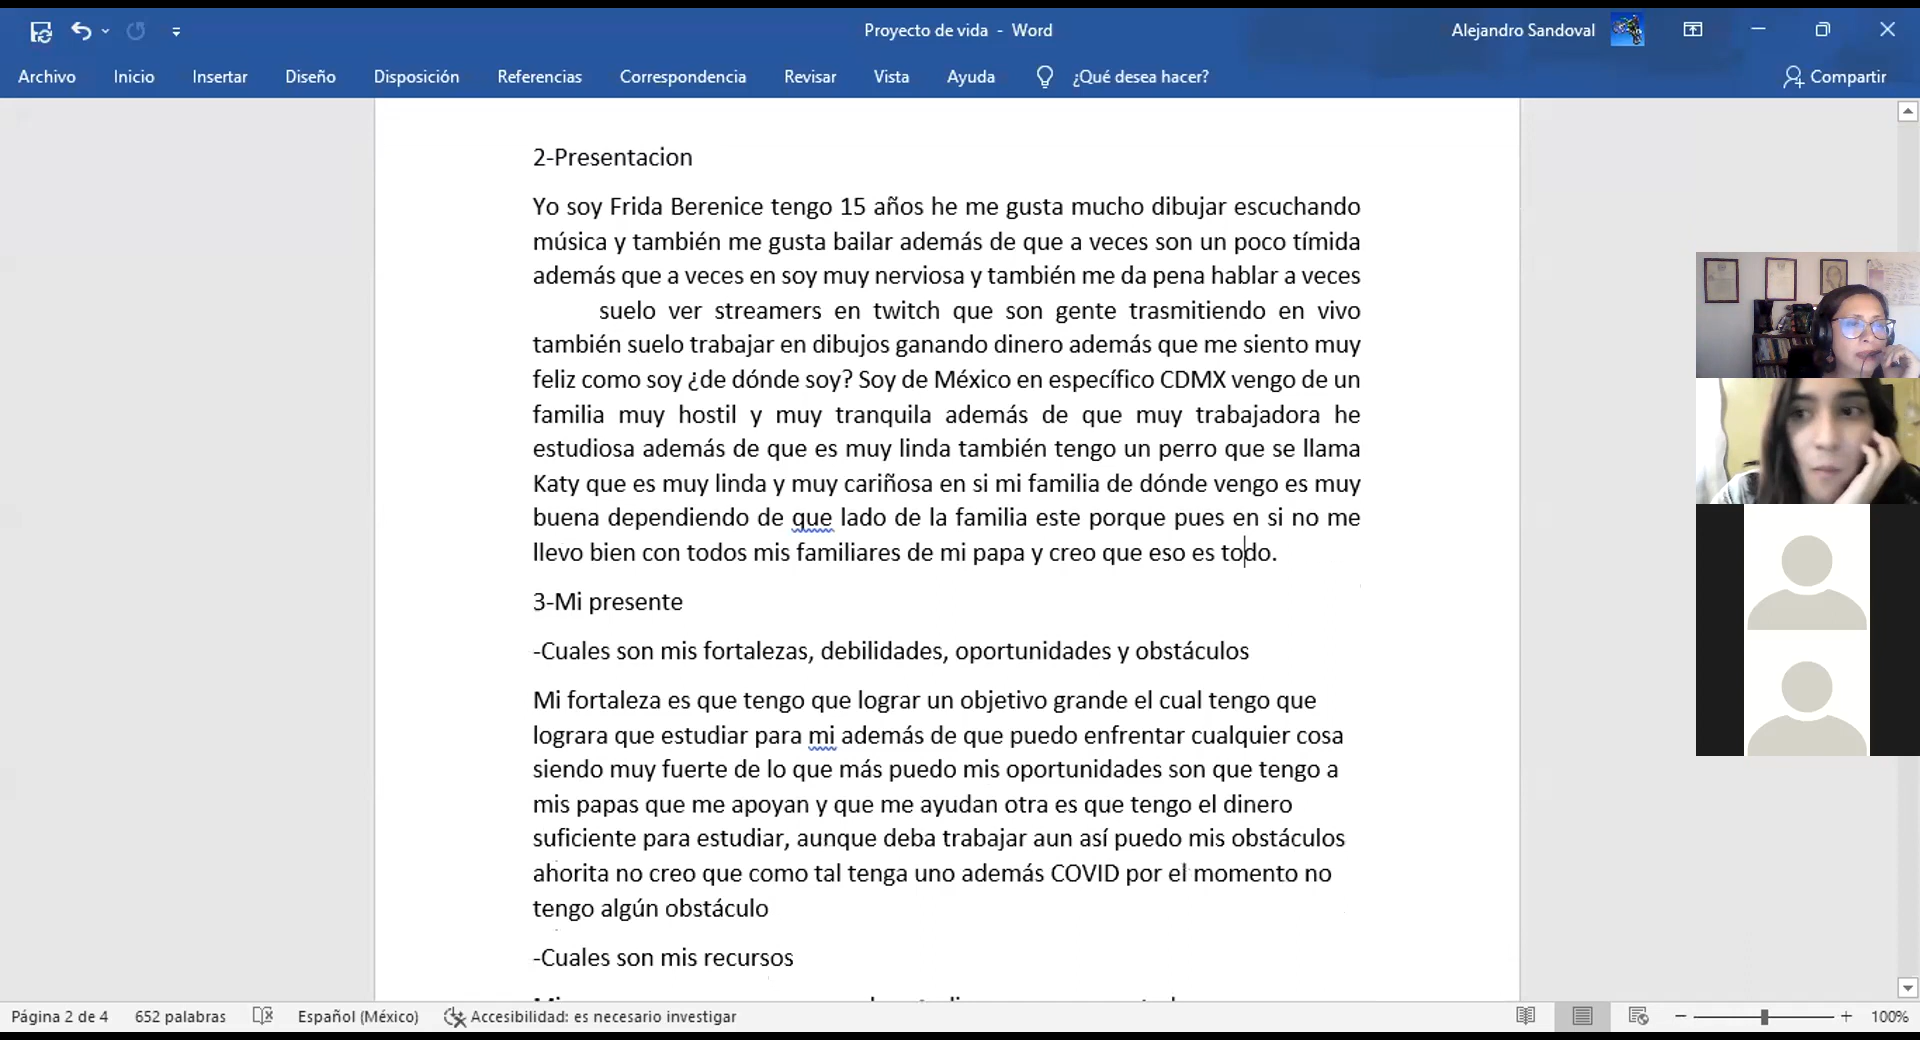 Proyecto de vida - Word
Alejandro Sandoval
Archivo Inicio Insertar Diseño Disposición Referencias Correspondencia Revisar Vista Ayuda ¿Qué desea hacer? Compartir
2-Presentacion
Yo soy Frida Berenice tengo 15 años he me gusta mucho dibujar escuchando
música y también me gusta bailar además de que a veces son un poco tímida
además que a veces en soy muy nerviosa y también me da pena hablar a veces
suelo ver streamers en twitch que son gente trasmitiendo en vivo
también suelo trabajar en dibujos ganando dinero además que me siento muy
feliz como soy ¿de dónde soy? Soy de México en específico CDMX vengo de un
familia muy hostil y muy tranquila además de que muy trabajadora he
estudiosa además de que es muy linda también tengo un perro que se llama
Katy que es muy linda y muy cariñosa en si mi familia de dónde vengo es muy
buena dependiendo de que lado de la familia este porque pues en si no me
llevo bien con todos mis familiares de mi papa y creo que eso es todo.
3-Mi presente
-Cuales son mis fortalezas, debilidades, oportunidades y obstáculos
Mi fortaleza es que tengo que lograr un objetivo grande el cual tengo que
lograra que estudiar para mi además de que puedo enfrentar cualquier cosa
siendo muy fuerte de lo que más puedo mis oportunidades son que tengo a
mis papas que me apoyan y que me ayudan otra es que tengo el dinero
suficiente para estudiar, aunque deba trabajar aun así puedo mis obstáculos
ahorita no creo que como tal tenga uno además COVID por el momento no
tengo algún obstáculo
-Cuales son mis recursos
Página 2 de 4 652 palabras Español (México) Accesibilidad: es necesario investigar 100%